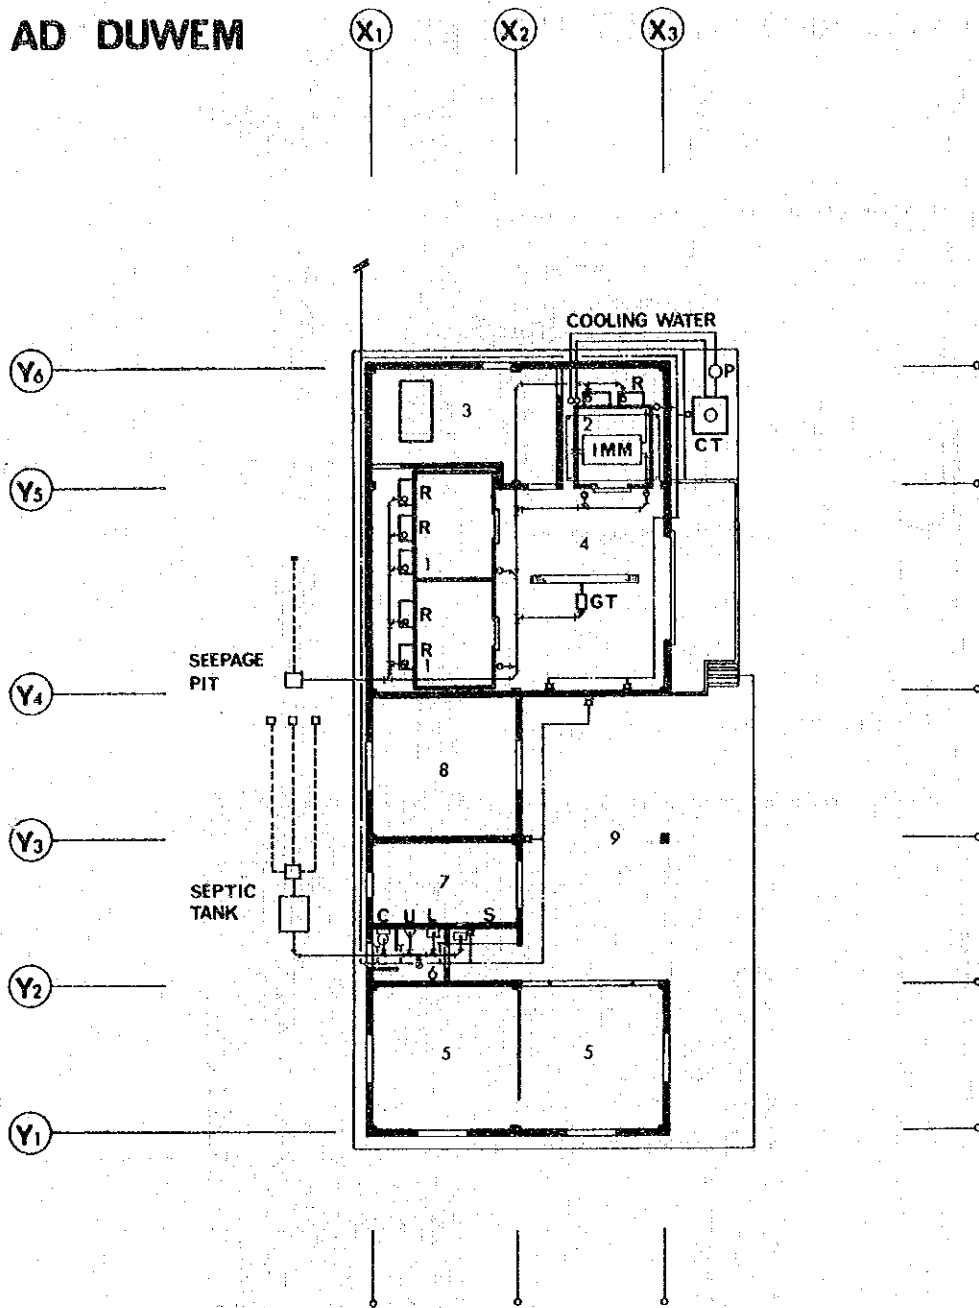 AD DUWEM
X1 X2 X3
COOLING WATER
Y6
P
R
3
2
IMM
CT
Y5
R
R
4
1
GT
R
SEEPAGE
PIT
R
1
Y4
8
Y3
9
7
SEPTIC
TANK
C U L S
6
Y2
5 5
Y1